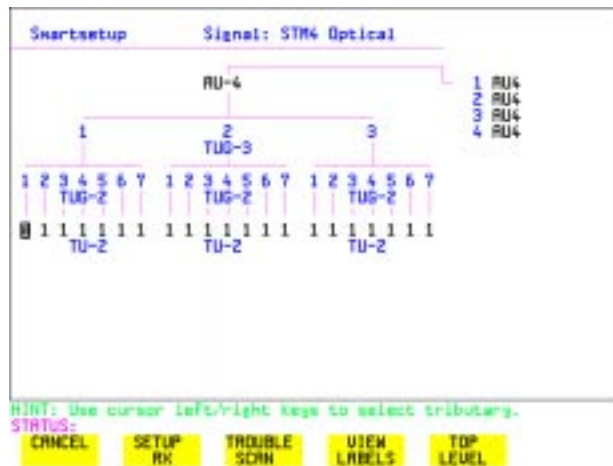 Smartsetup Signal: STM4 Optical
AU-4
1 AU4
2 AU4
3 AU4
4 AU4
1 2 3
TUG-3
1 2 3 4 5 6 7 1 2 3 4 5 6 7 1 2 3 4 5 6 7
TUG-2 TUG-2 TUG-2
1 1 1 1 1 1 1 1 1 1 1 1 1 1 1 1 1 1 1 1
TU-2 TU-2 TU-2
HINT: Use cursor left/right keys to select tributary.
STATUS:
CANCEL SETUP RX TROUBLE SCAN VIEW LABELS TOP LEVEL